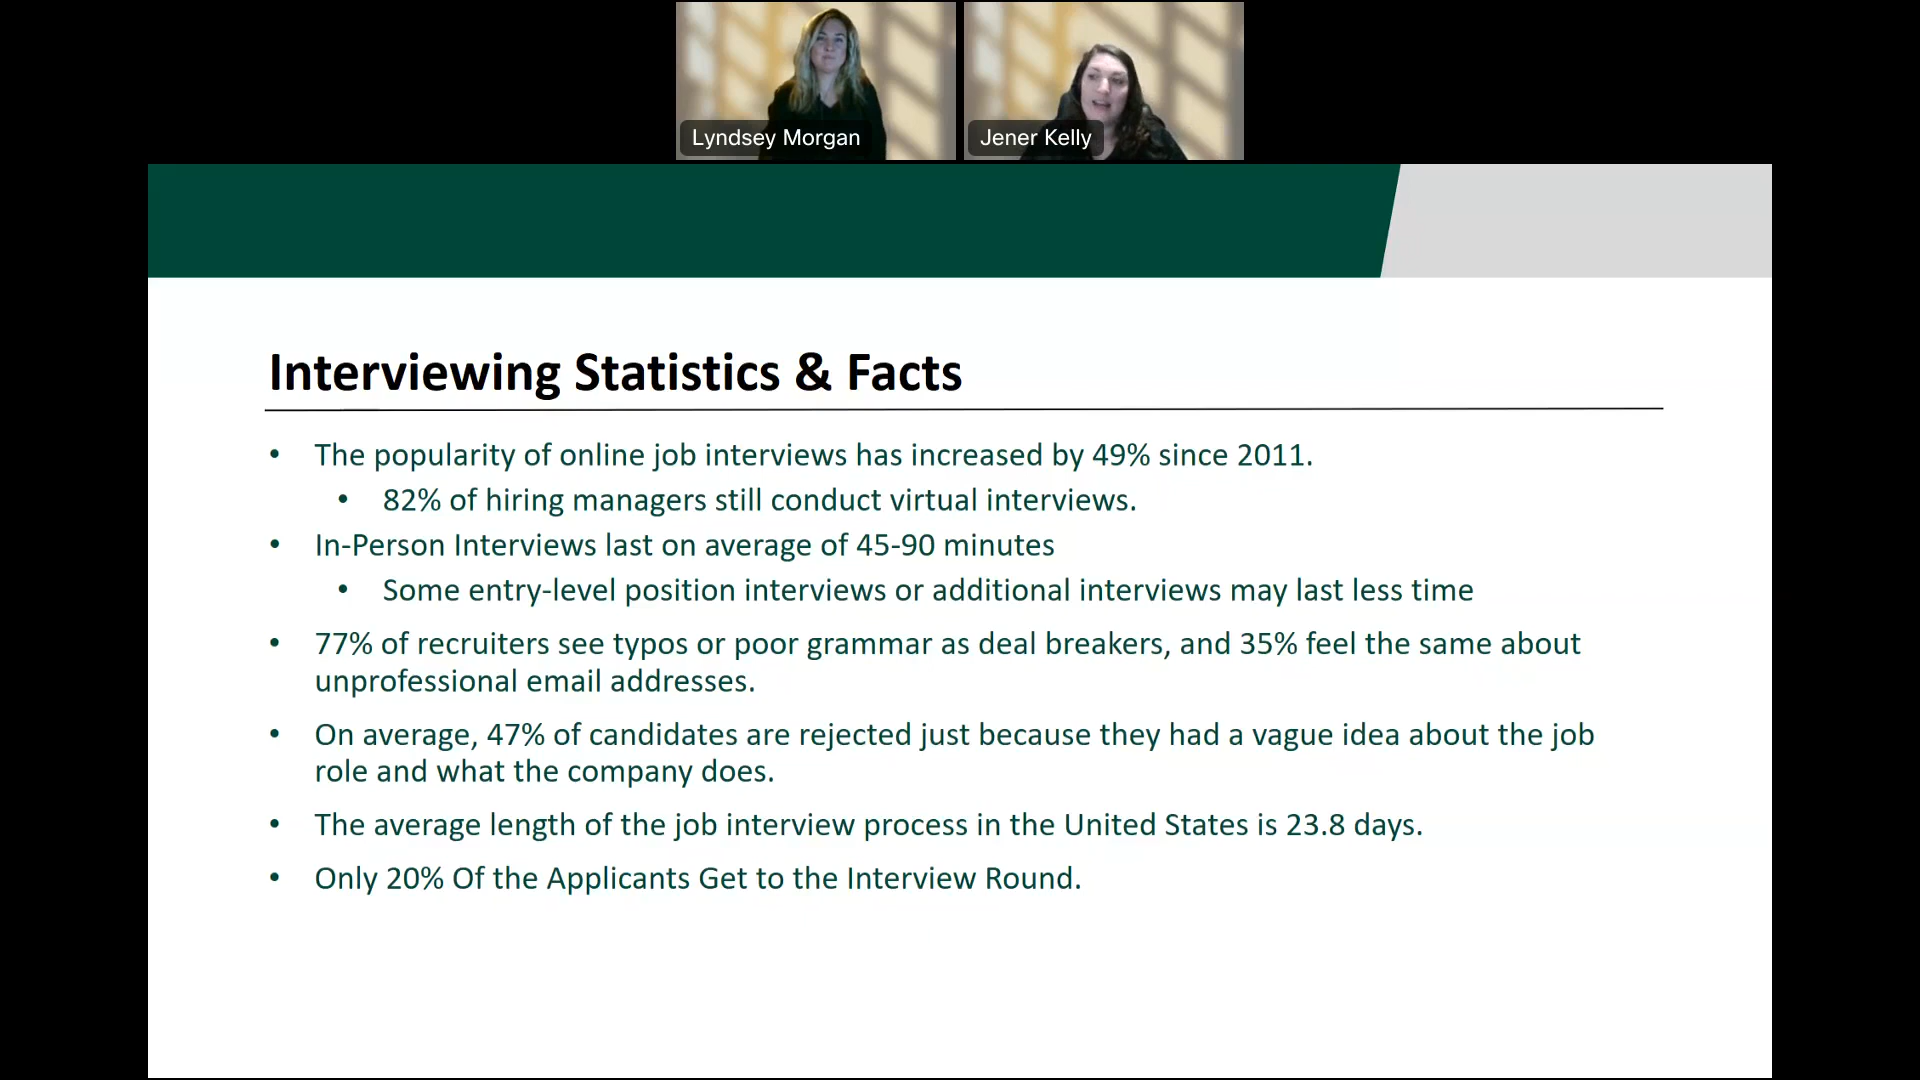 Lyndsey Morgan
Jener Kelly
Interviewing Statistics & Facts
• The popularity of online job interviews has increased by 49% since 2011.
• 82% of hiring managers still conduct virtual interviews.
• In-Person Interviews last on average of 45-90 minutes
• Some entry-level position interviews or additional interviews may last less time
• 77% of recruiters see typos or poor grammar as deal breakers, and 35% feel the same about
unprofessional email addresses.
• On average, 47% of candidates are rejected just because they had a vague idea about the job
role and what the company does.
• The average length of the job interview process in the United States is 23.8 days.
• Only 20% Of the Applicants Get to the Interview Round.